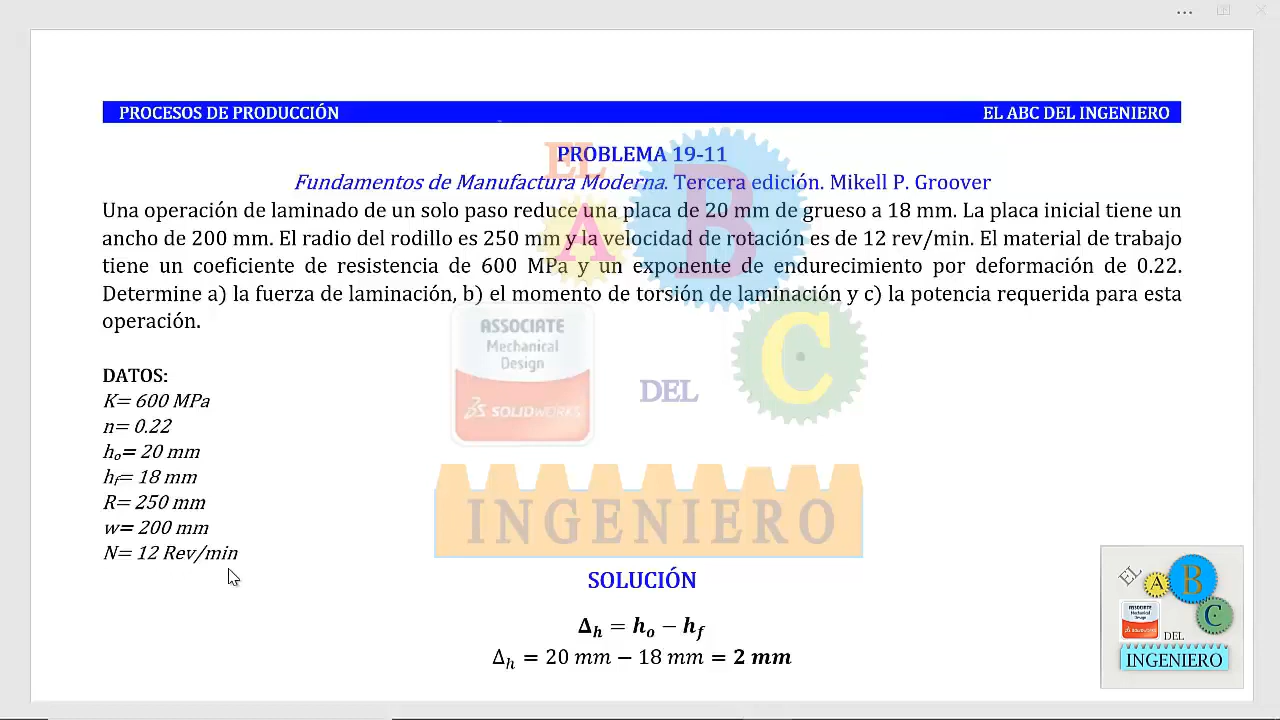 PROCESOS DE PRODUCCIÓN EL ABC DEL INGENIERO
PROBLEMA 19-11
Fundamentos de Manufactura Moderna. Tercera edición. Mikell P. Groover
Una operación de laminado de un solo paso reduce una placa de 20 mm de grueso a 18 mm. La placa inicial tiene un
ancho de 200 mm. El radio del rodillo es 250 mm y la velocidad de rotación es de 12 rev/min. El material de trabajo
tiene un coeficiente de resistencia de 600 MPa y un exponente de endurecimiento por deformación de 0.22.
Determine a) la fuerza de laminación, b) el momento de torsión de laminación y c) la potencia requerida para esta
operación.
EL
A
B
C
DEL
INGENIERO
ASSOCIATE
Mechanical
Design
SOLIDWORKS
DATOS:
K= 600 MPa
n= 0.22
hₒ= 20 mm
h_f= 18 mm
R= 250 mm
w= 200 mm
N= 12 Rev/min
SOLUCIÓN
Δₕ = hₒ − h_f
Δₕ = 20 mm − 18 mm = 2 mm
EL
A
B
C
ASSOCIATE
Mechanical
Design
DEL
INGENIERO